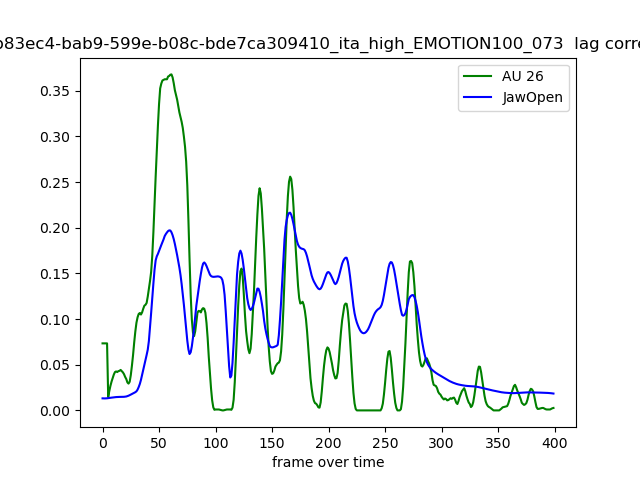 b83ec4-bab9-599e-b08c-bde7ca309410_ita_high_EMOTION100_073 lag corre
AU 26
JawOpen
0.35
0.30
0.25
0.20
0.15
0.10
0.05
0.00
0 50 100 150 200 250 300 350 400
frame over time